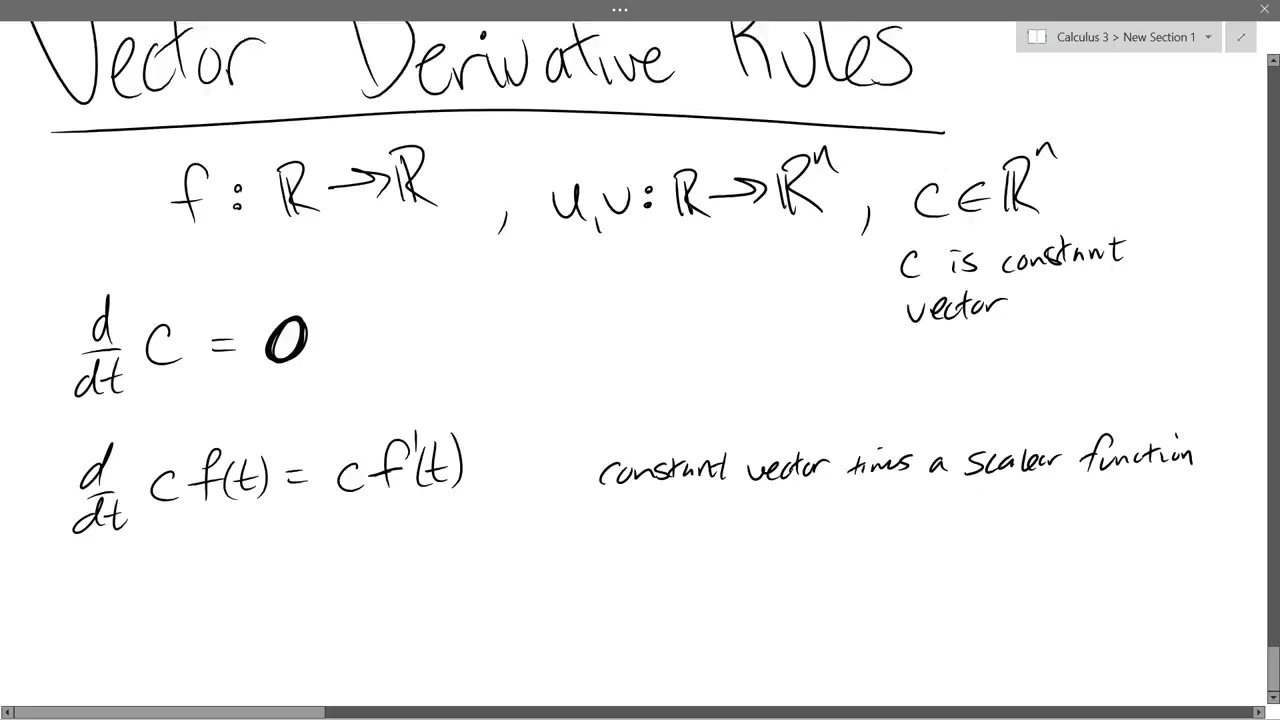 Calculus 3 > New Section 1
Vector Derivative Rules
f : ℝ → ℝ , u, v : ℝ → ℝⁿ , c ∈ ℝⁿ
c is constant
vector
d/dt c = 0
d/dt c f(t) = c f'(t) constant vector times a scalar function